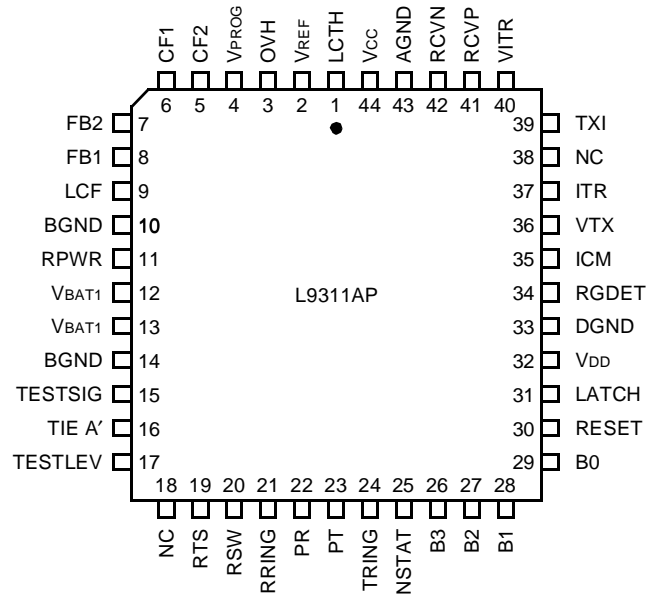 CF1 CF2 VPROG OVH VREF LCTH VCC AGND RCVN RCVP VITR
6 5 4 3 2 1 44 43 42 41 40
FB2 7 39 TXI
FB1 8 38 NC
LCF 9 37 ITR
BGND 10 36 VTX
RPWR 11 35 ICM
VBAT1 12 L9311AP 34 RGDET
VBAT1 13 33 DGND
BGND 14 32 VDD
TESTSIG 15 31 LATCH
TIE A′ 16 30 RESET
TESTLEV 17 29 B0
18 19 20 21 22 23 24 25 26 27 28
NC RTS RSW RRING PR PT TRING NSTAT B3 B2 B1